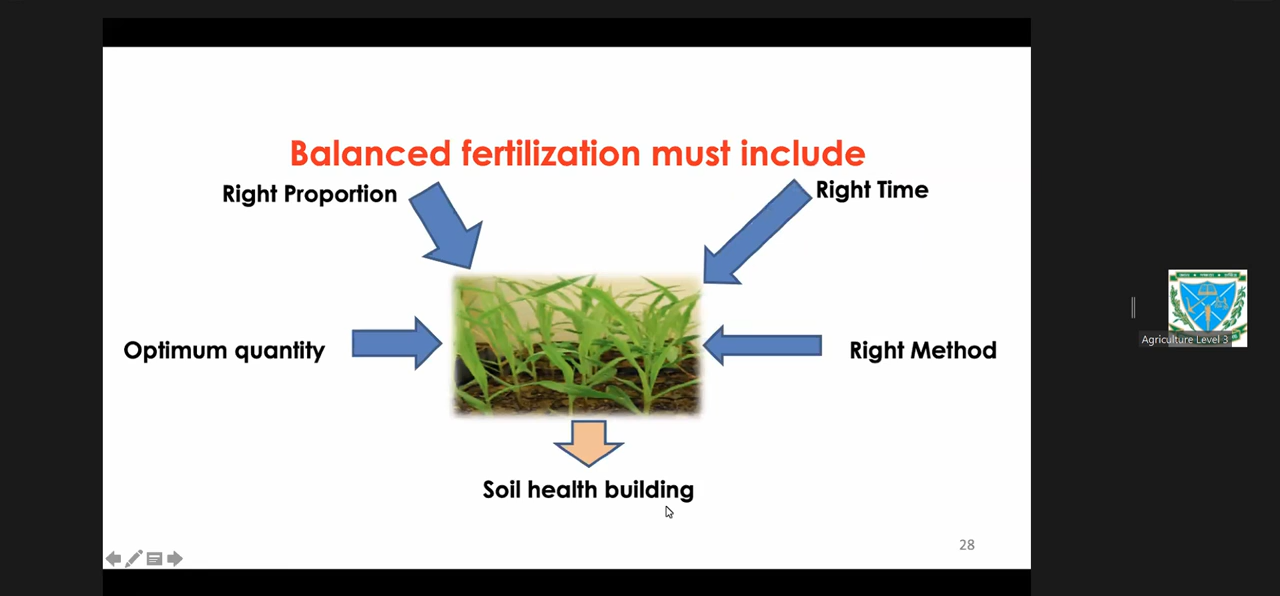 Balanced fertilization must include
Right Proportion
Right Time
Optimum quantity
Right Method
Soil health building
28
Agriculture Level 3